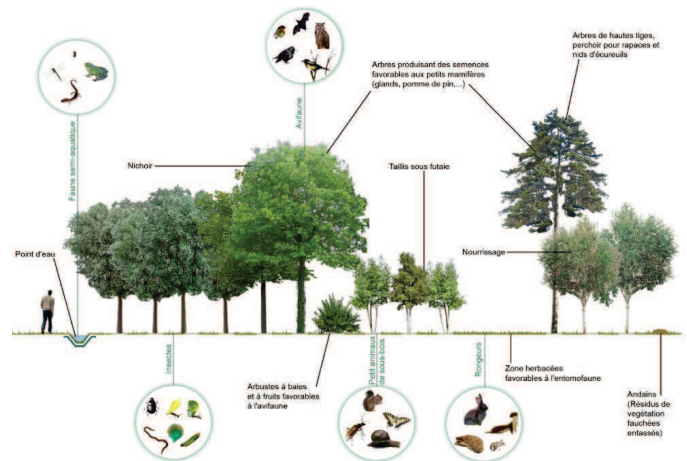 Arbres de hautes tiges,
perchoir pour rapaces et
nids d'écureuils
Arbres produisant des semences
favorables aux petits mamifères
(glands, pomme de pin,...)
Avifaune
Faune semi-aquatique
Nichoir
Taillis sous futaie
Point d'eau
Nourrissage
Insectes
Arbustes à baies
et à fruits favorables
à l'avifaune
Petit animaux
de sous-bois.
Rongeurs
Zone herbacées
favorables à l'entomofaune
Andains
(Résidus de
vegétation
fauchées
entassés)